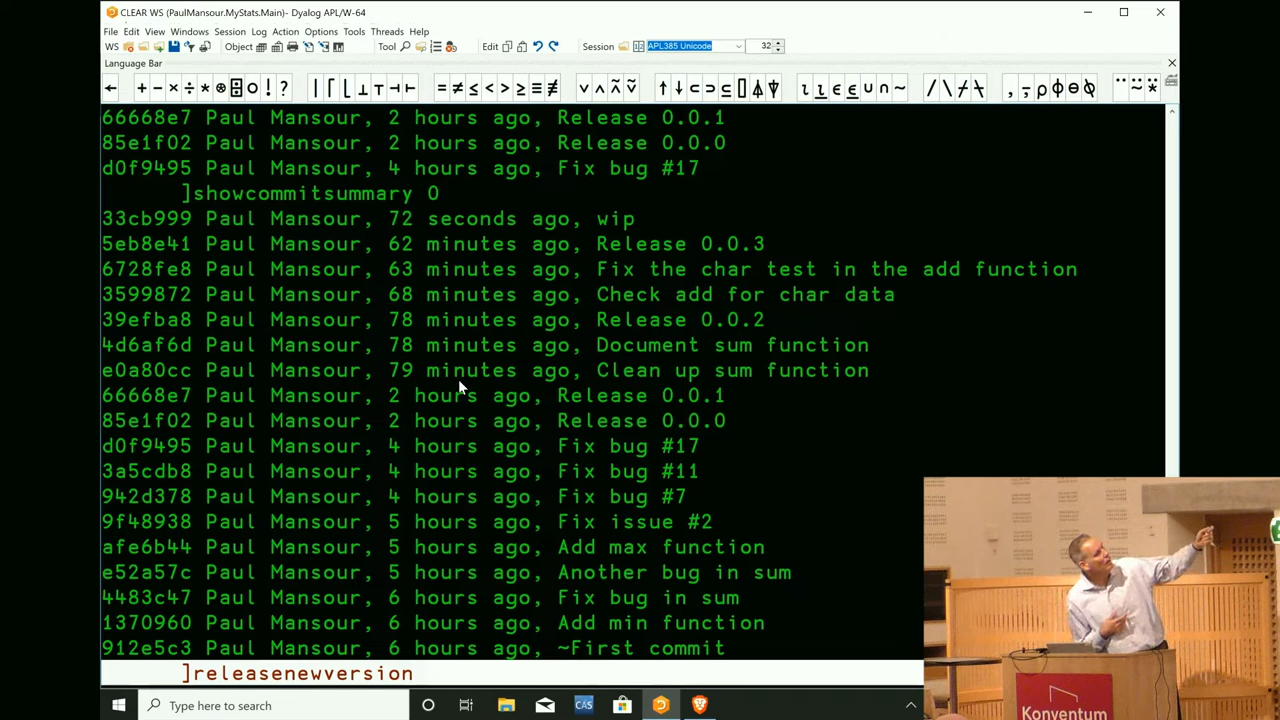 CLEAR WS (PaulMansour.MyStats.Main)- Dyalog APL/W-64
File Edit View Windows Session Log Action Options Tools Threads Help
WS Object Tool Edit Session APL385 Unicode 32
Language Bar
66668e7 Paul Mansour, 2 hours ago, Release 0.0.1
85e1f02 Paul Mansour, 2 hours ago, Release 0.0.0
d0f9495 Paul Mansour, 4 hours ago, Fix bug #17
]showcommitsummary 0
33cb999 Paul Mansour, 72 seconds ago, wip
5eb8e41 Paul Mansour, 62 minutes ago, Release 0.0.3
6728fe8 Paul Mansour, 63 minutes ago, Fix the char test in the add function
3599872 Paul Mansour, 68 minutes ago, Check add for char data
39efba8 Paul Mansour, 78 minutes ago, Release 0.0.2
4d6af6d Paul Mansour, 78 minutes ago, Document sum function
e0a80cc Paul Mansour, 79 minutes ago, Clean up sum function
66668e7 Paul Mansour, 2 hours ago, Release 0.0.1
85e1f02 Paul Mansour, 2 hours ago, Release 0.0.0
d0f9495 Paul Mansour, 4 hours ago, Fix bug #17
3a5cdb8 Paul Mansour, 4 hours ago, Fix bug #11
942d378 Paul Mansour, 4 hours ago, Fix bug #7
9f48938 Paul Mansour, 5 hours ago, Fix issue #2
afe6b44 Paul Mansour, 5 hours ago, Add max function
e52a57c Paul Mansour, 5 hours ago, Another bug in sum
4483c47 Paul Mansour, 6 hours ago, Fix bug in sum
1370960 Paul Mansour, 6 hours ago, Add min function
912e5c3 Paul Mansour, 6 hours ago, ~First commit
]releasenewversion
Type here to search
CAS
Konventum